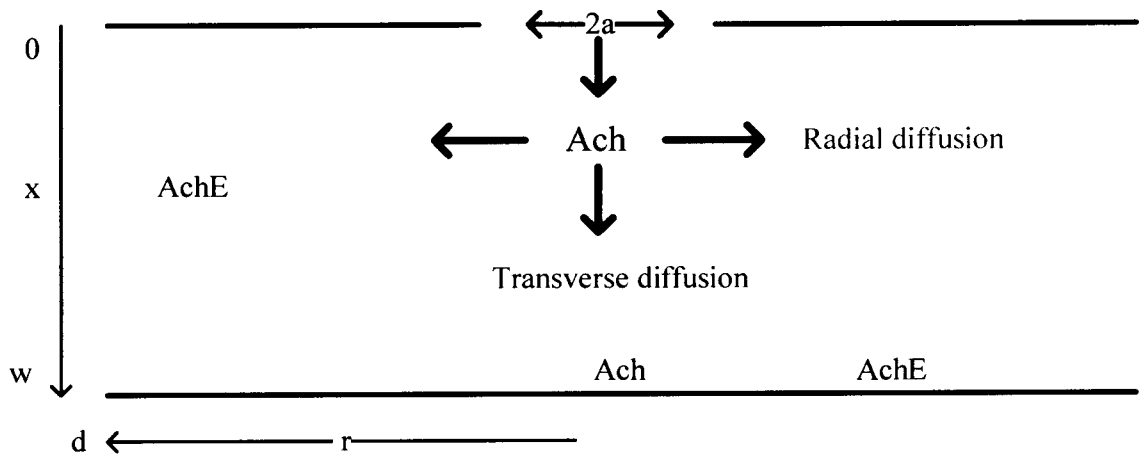 2a
0
Ach Radial diffusion
x AchE
Transverse diffusion
w Ach AchE
d r